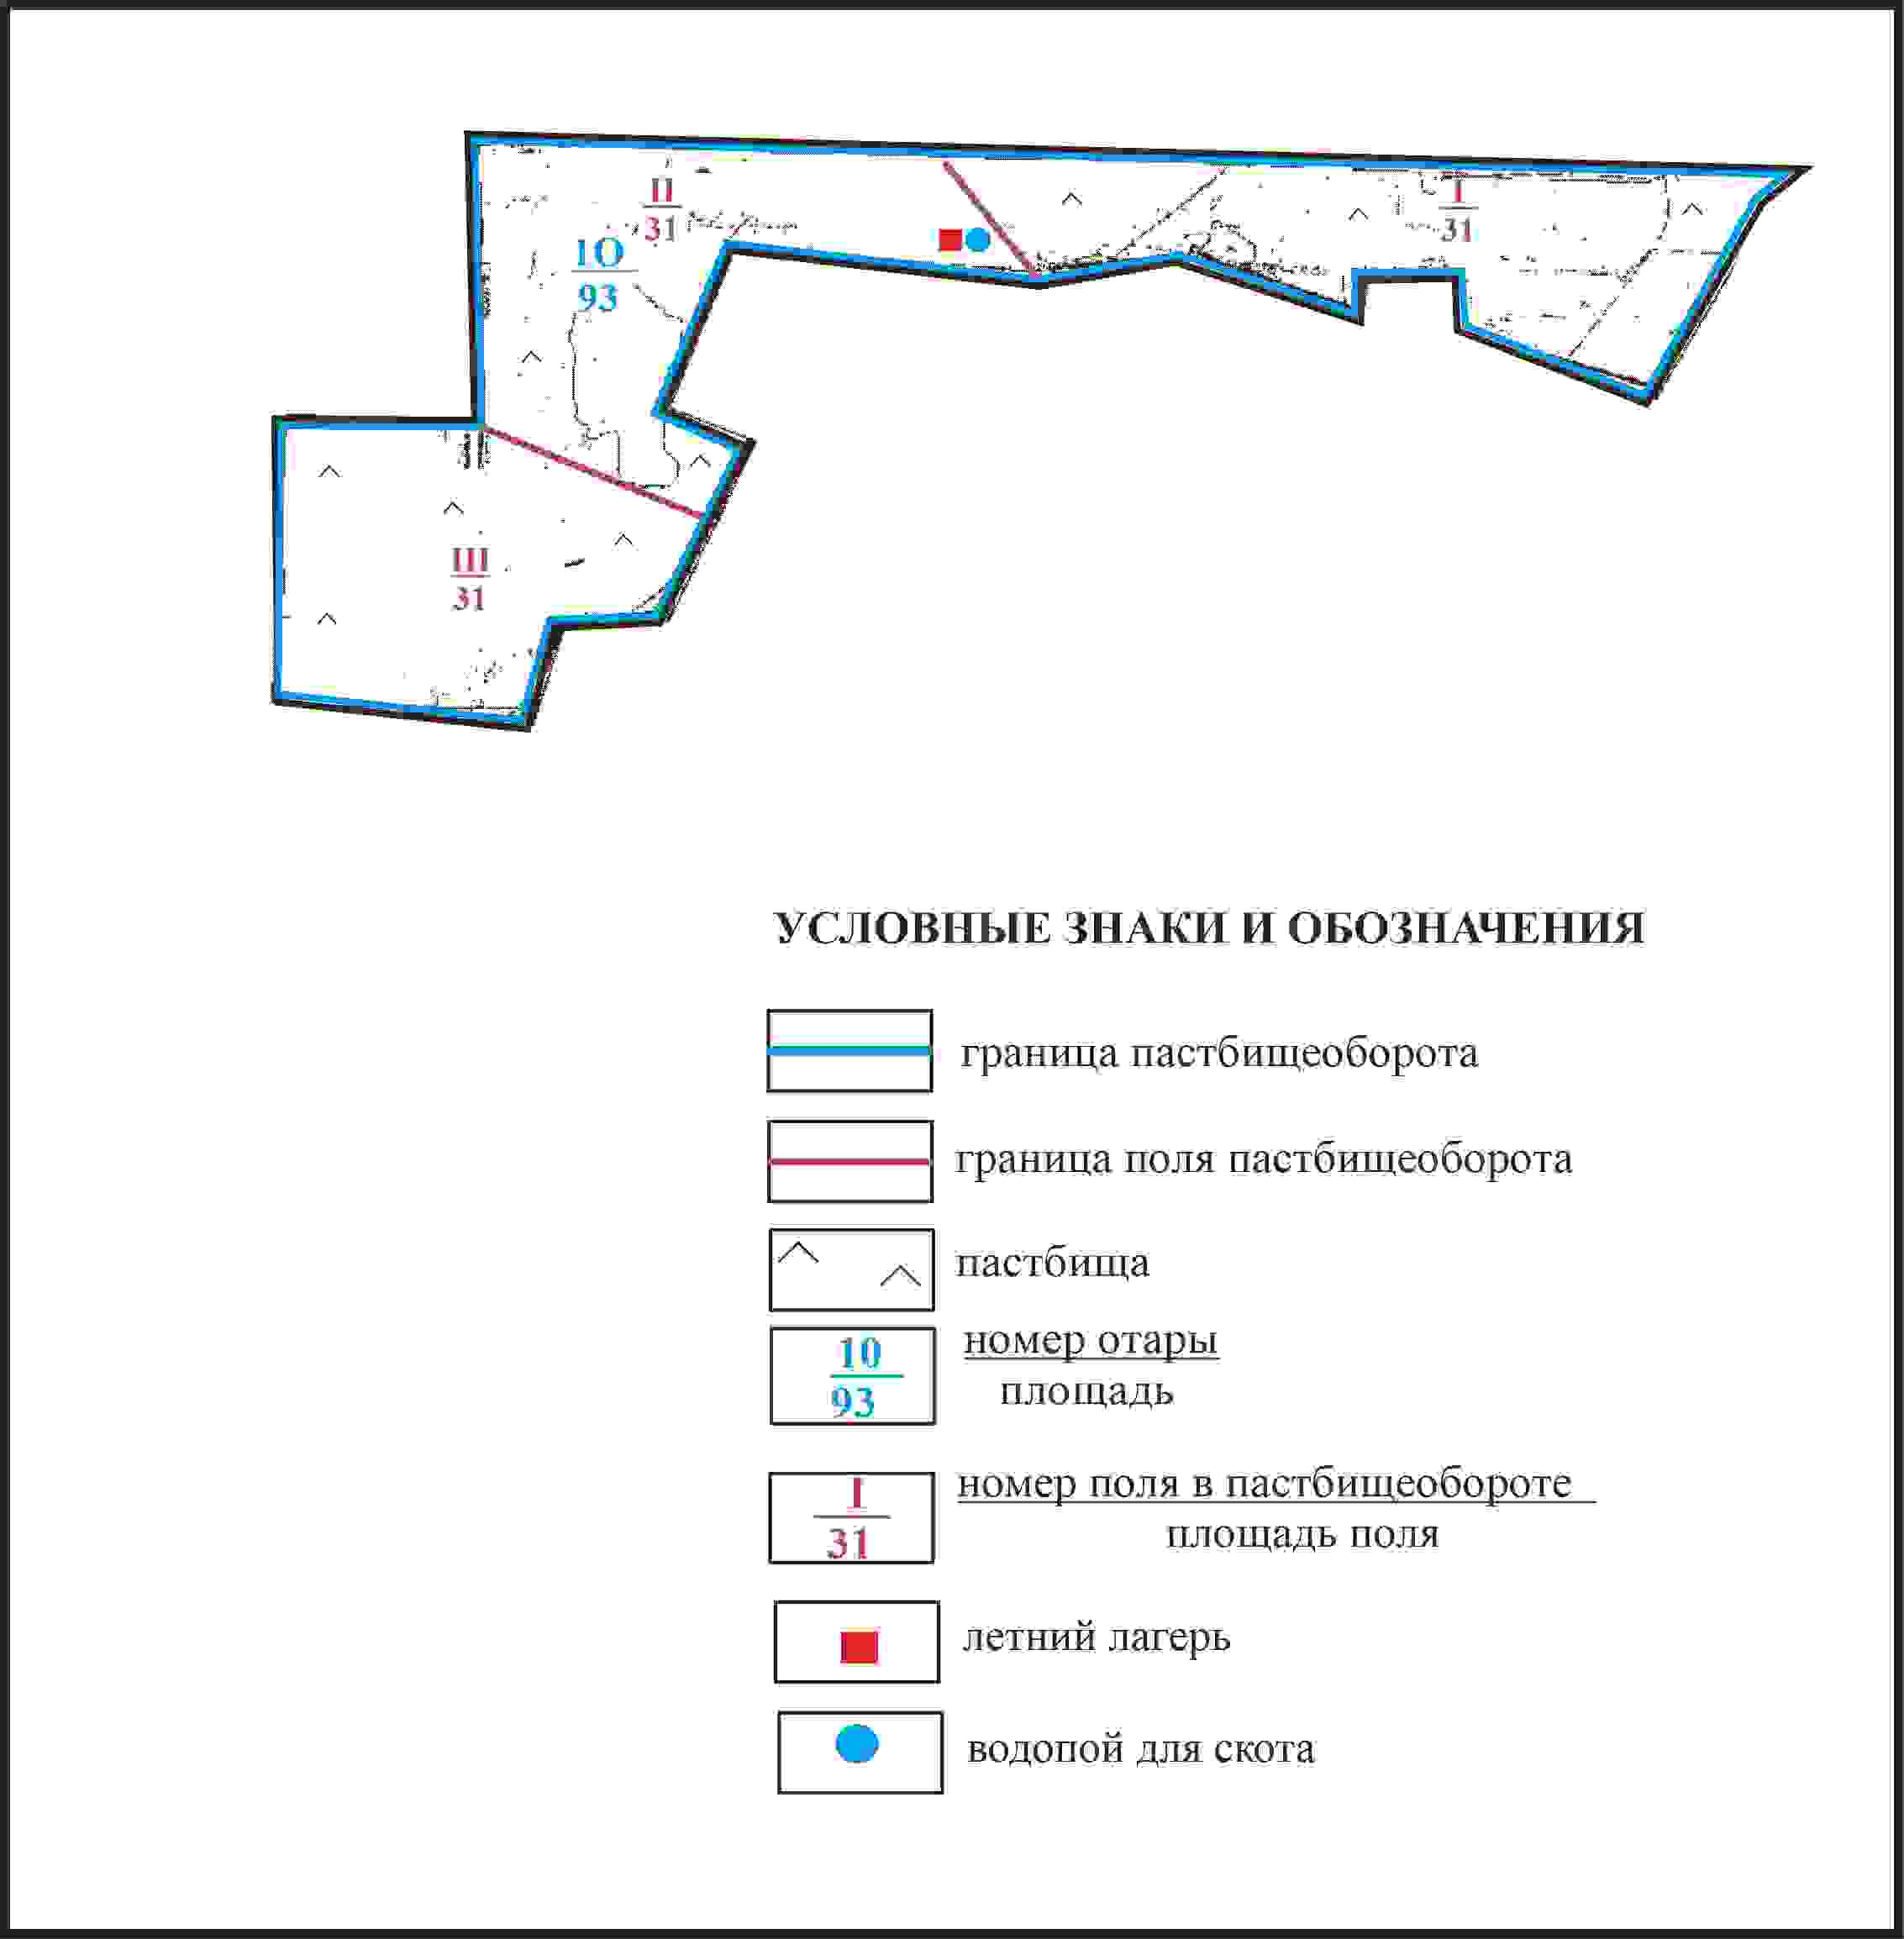 II
31
10
93
I
31
III
31
УСЛОВНЫЕ ЗНАКИ И ОБОЗНАЧЕНИЯ
граница пастбищеоборота
граница поля пастбищеоборота
пастбища
10
93
номер отары
площадь
I
31
номер поля в пастбищеобороте
площадь поля
летний лагерь
водопой для скота